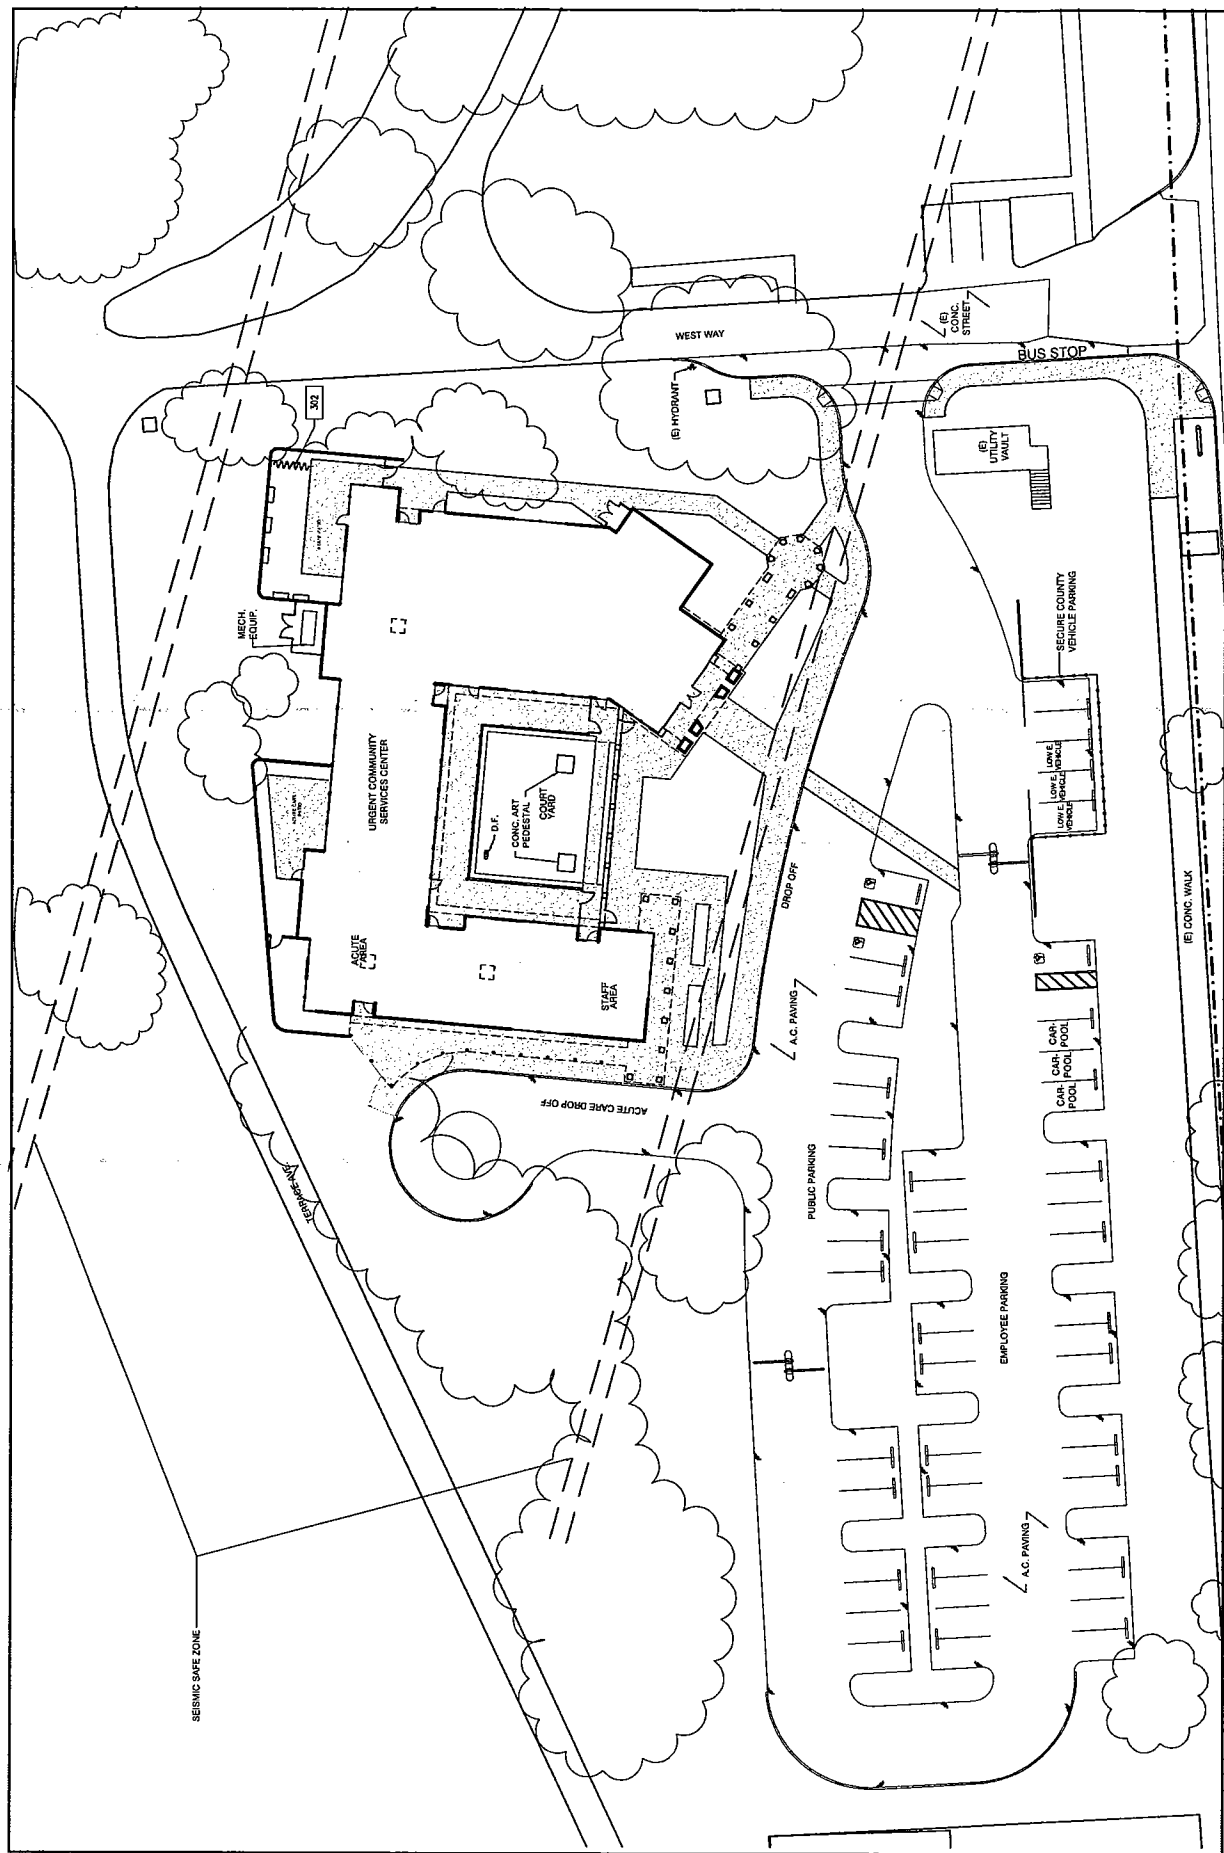 WEST WAY
(E)
CONC.
STREET
BUS STOP
302
(E) HYDRANT
(E)
UTILITY
VAULT
MECH.
EQUIP.
SECURE COUNTY
VEHICLE PARKING
URGENT COMMUNITY
SERVICES CENTER
D.F.
CONC. ART
PEDESTAL
COURT
YARD
LOW E.
VEHICLE
LOW E.
VEHICLE
LOW E.
VEHICLE
DROP OFF
(E) CONC. WALK
ACUTE
AREA
STAFF
AREA
A.C. PAVING
CAR-
POOL
CAR-
POOL
CAR-
POOL
ACUTE CARE DROP OFF
TERRACE AVE.
PUBLIC PARKING
EMPLOYEE PARKING
A.C. PAVING
SEISMIC SAFE ZONE